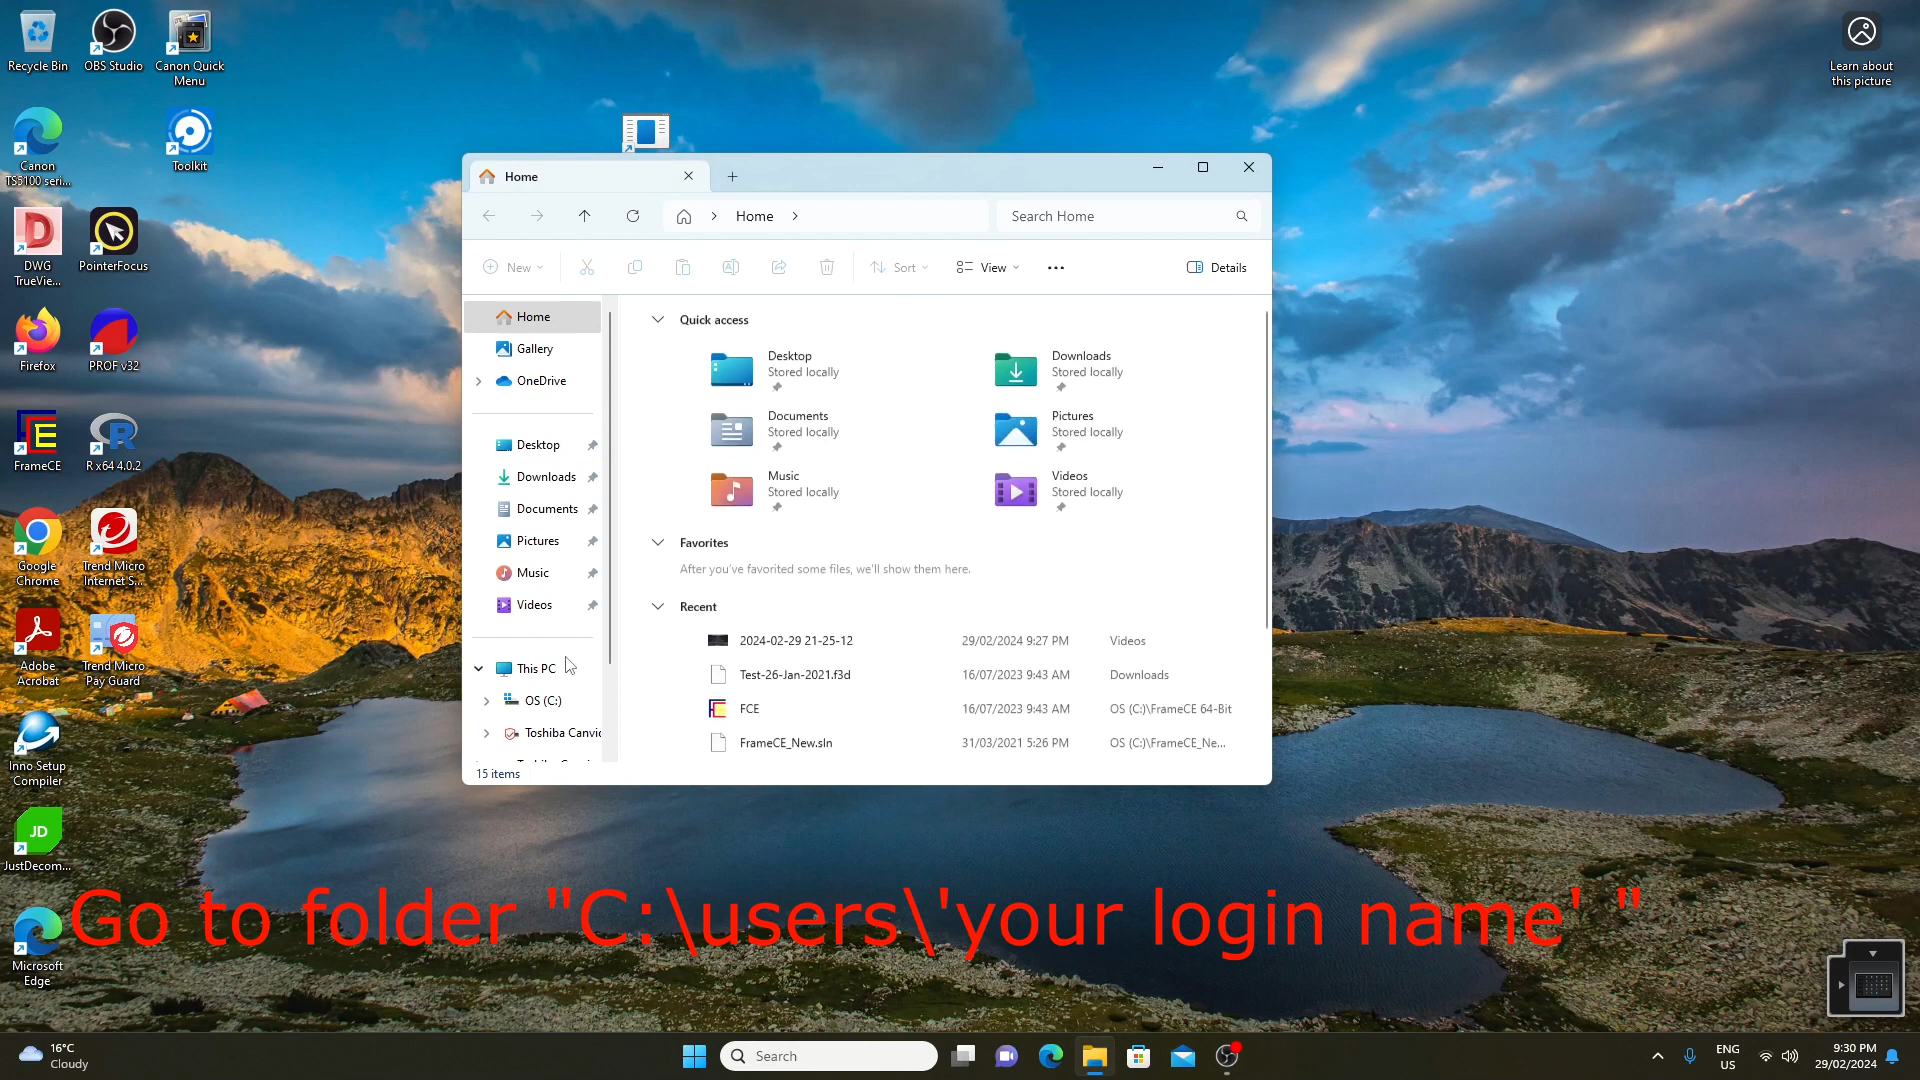 Recycle Bin
OBS Studio
Canon Quick
Menu
Learn about
this picture
Canon
TS5100 seri...
Toolkit
DWG
TrueVie...
PointerFocus
Firefox
PROF v32
FrameCE
R x64 4.0.2
Google
Chrome
Trend Micro
Internet S...
Adobe
Acrobat
Trend Micro
Pay Guard
Inno Setup
Compiler
JD
JustDecom...
Microsoft
Edge
Home
Home
Search Home
New
Sort
View
Details
Home
Gallery
OneDrive
Desktop
Downloads
Documents
Pictures
Music
Videos
This PC
OS (C:)
Toshiba Canvio
Quick access
Desktop
Stored locally
Downloads
Stored locally
Documents
Stored locally
Pictures
Stored locally
Music
Stored locally
Videos
Stored locally
Favorites
After you've favorited some files, we'll show them here.
Recent
2024-02-29 21-25-12 29/02/2024 9:27 PM Videos
Test-26-Jan-2021.f3d 16/07/2023 9:43 AM Downloads
FCE 16/07/2023 9:43 AM OS (C:)\FrameCE 64-Bit
FrameCE_New.sln 31/03/2021 5:26 PM OS (C:)\FrameCE_Ne...
15 items
Go to folder "C:\users\'your login name' "
16°C
Cloudy
Search
ENG
US
9:30 PM
29/02/2024